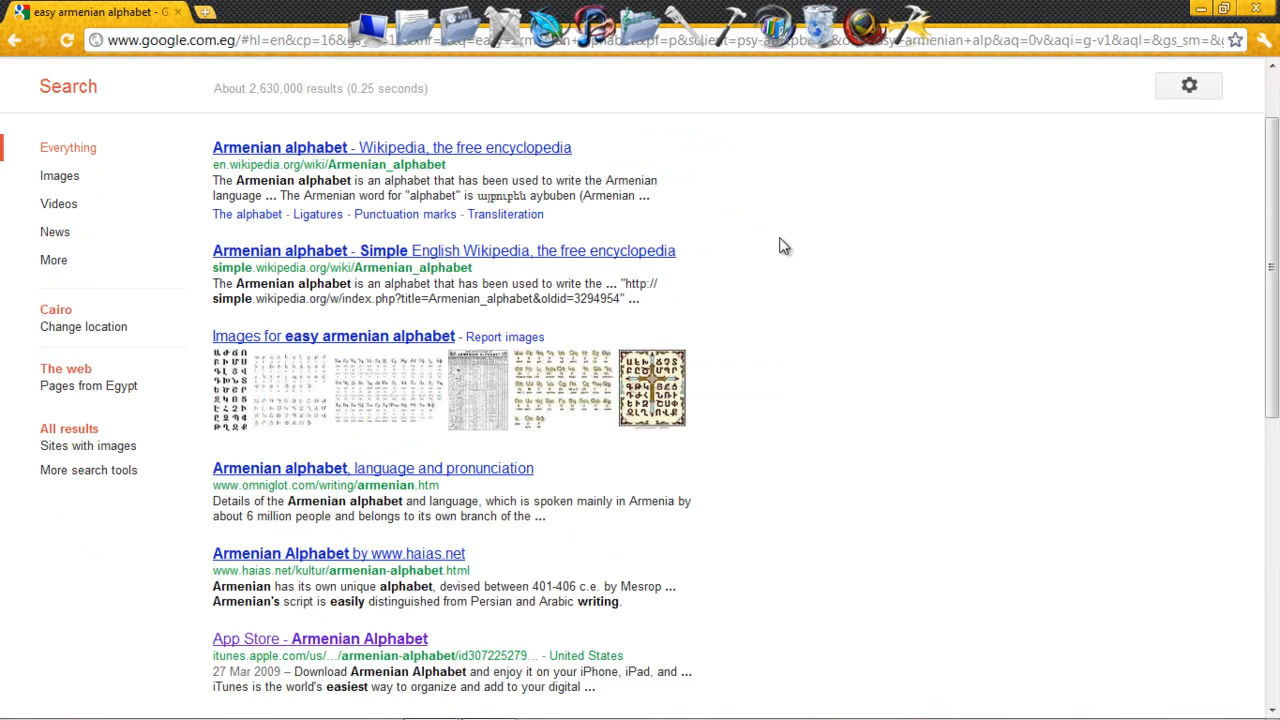 easy armenian alphabet - G
www.google.com.eg/#hl=en&cp=16&gs_
armenian+alp&aq=0v&aqi=g-v1&aql=&gs_sm=&
Search
About 2,630,000 results (0.25 seconds)
Everything
Images
Videos
News
More
Cairo
Change location
The web
Pages from Egypt
All results
Sites with images
More search tools
Armenian alphabet - Wikipedia, the free encyclopedia
en.wikipedia.org/wiki/Armenian_alphabet
The Armenian alphabet is an alphabet that has been used to write the Armenian
language ... The Armenian word for "alphabet" is այբուբեն aybuben (Armenian ...
The alphabet - Ligatures - Punctuation marks - Transliteration
Armenian alphabet - Simple English Wikipedia, the free encyclopedia
simple.wikipedia.org/wiki/Armenian_alphabet
The Armenian alphabet is an alphabet that has been used to write the ... "http://
simple.wikipedia.org/w/index.php?title=Armenian_alphabet&oldid=3294954" ...
Images for easy armenian alphabet - Report images
Armenian alphabet, language and pronunciation
www.omniglot.com/writing/armenian.htm
Details of the Armenian alphabet and language, which is spoken mainly in Armenia by
about 6 million people and belongs to its own branch of the ...
Armenian Alphabet by www.haias.net
www.haias.net/kultur/armenian-alphabet.html
Armenian has its own unique alphabet, devised between 401-406 c.e. by Mesrop ...
Armenian's script is easily distinguished from Persian and Arabic writing.
App Store - Armenian Alphabet
itunes.apple.com/us/.../armenian-alphabet/id307225279... - United States
27 Mar 2009 – Download Armenian Alphabet and enjoy it on your iPhone, iPad, and ...
iTunes is the world's easiest way to organize and add to your digital ...